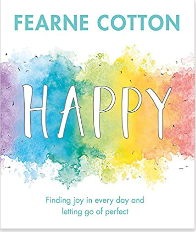 FEARNE COTTON
HAPPY
Finding joy in every day and
letting go of perfect